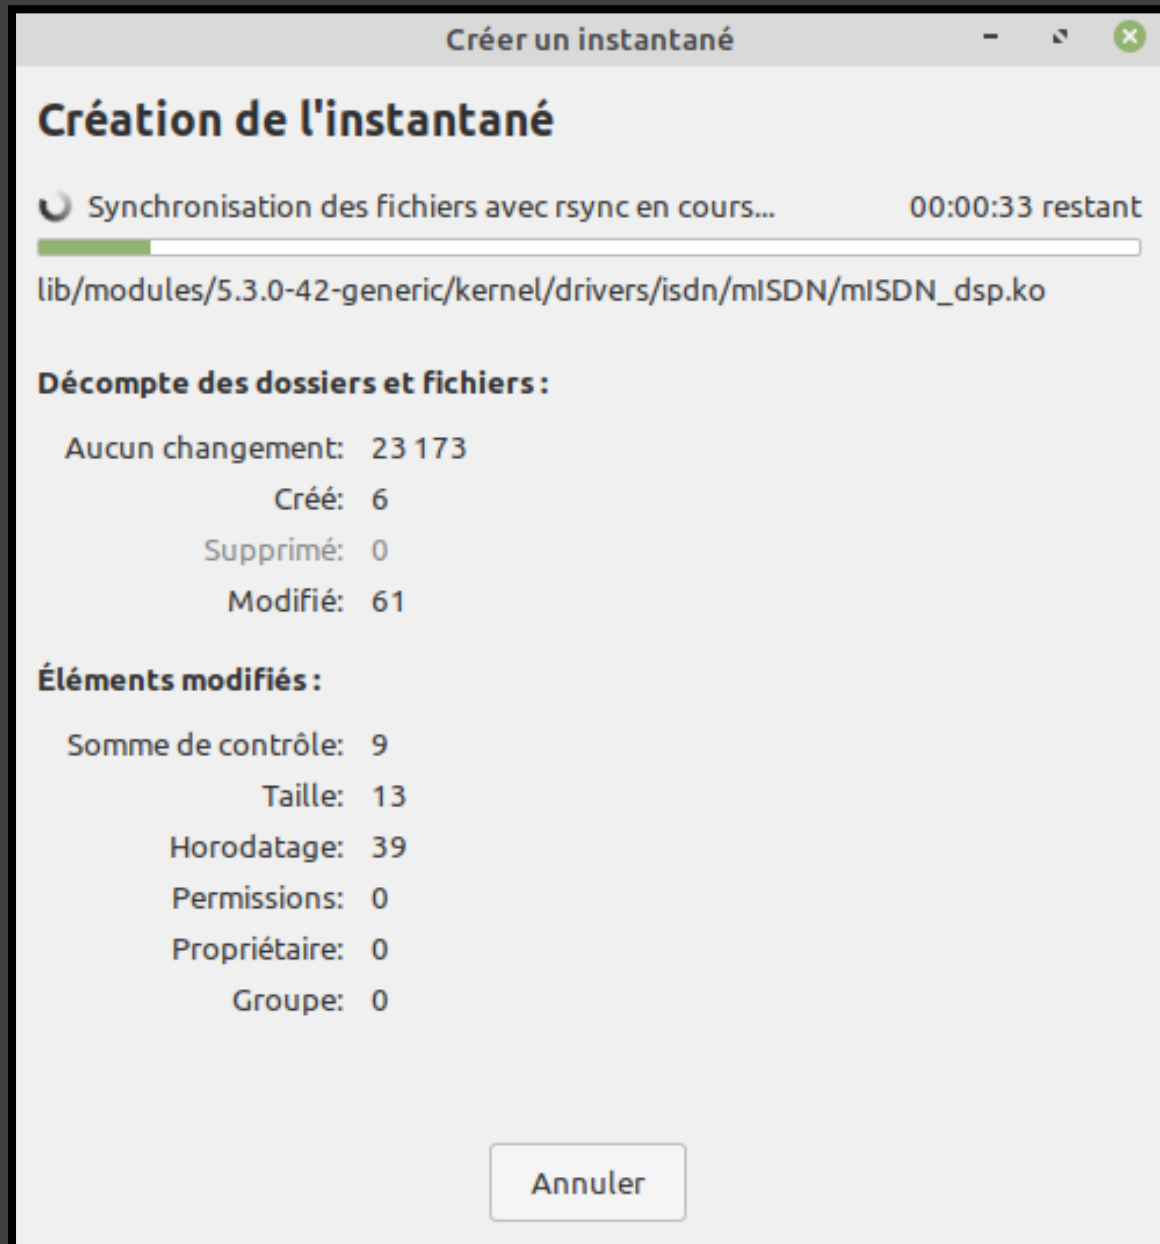 Créer un instantané
Création de l'instantané
Synchronisation des fichiers avec rsync en cours... 00:00:33 restant
lib/modules/5.3.0-42-generic/kernel/drivers/isdn/mISDN/mISDN_dsp.ko
Décompte des dossiers et fichiers :
Aucun changement: 23 173
Créé: 6
Supprimé: 0
Modifié: 61
Éléments modifiés :
Somme de contrôle: 9
Taille: 13
Horodatage: 39
Permissions: 0
Propriétaire: 0
Groupe: 0
Annuler